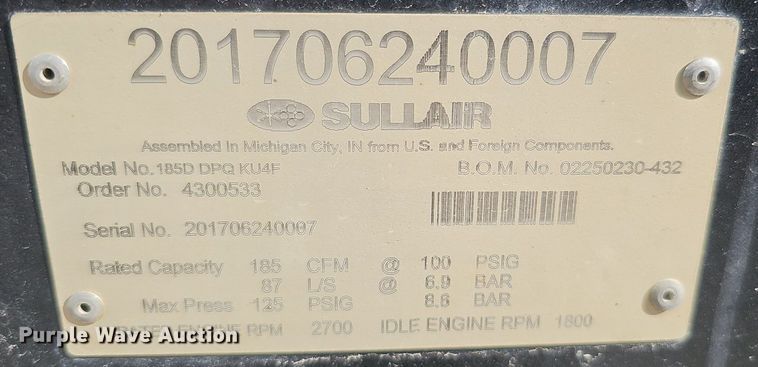 201706240007
SULLAIR
Assembled In Michigan City, IN from U.S. and Foreign Components.
Model No. 185D DPQ KU4F B.O.M. No. 02250230-432
Order No. 4300533
Serial No. 201706240007
Rated Capacity 185 CFM @ 100 PSIG
87 L/S @ 6.9 BAR
Max Press 125 PSIG 8.6 BAR
RATED ENGINE RPM 2700 IDLE ENGINE RPM 1800
Purple Wave Auction